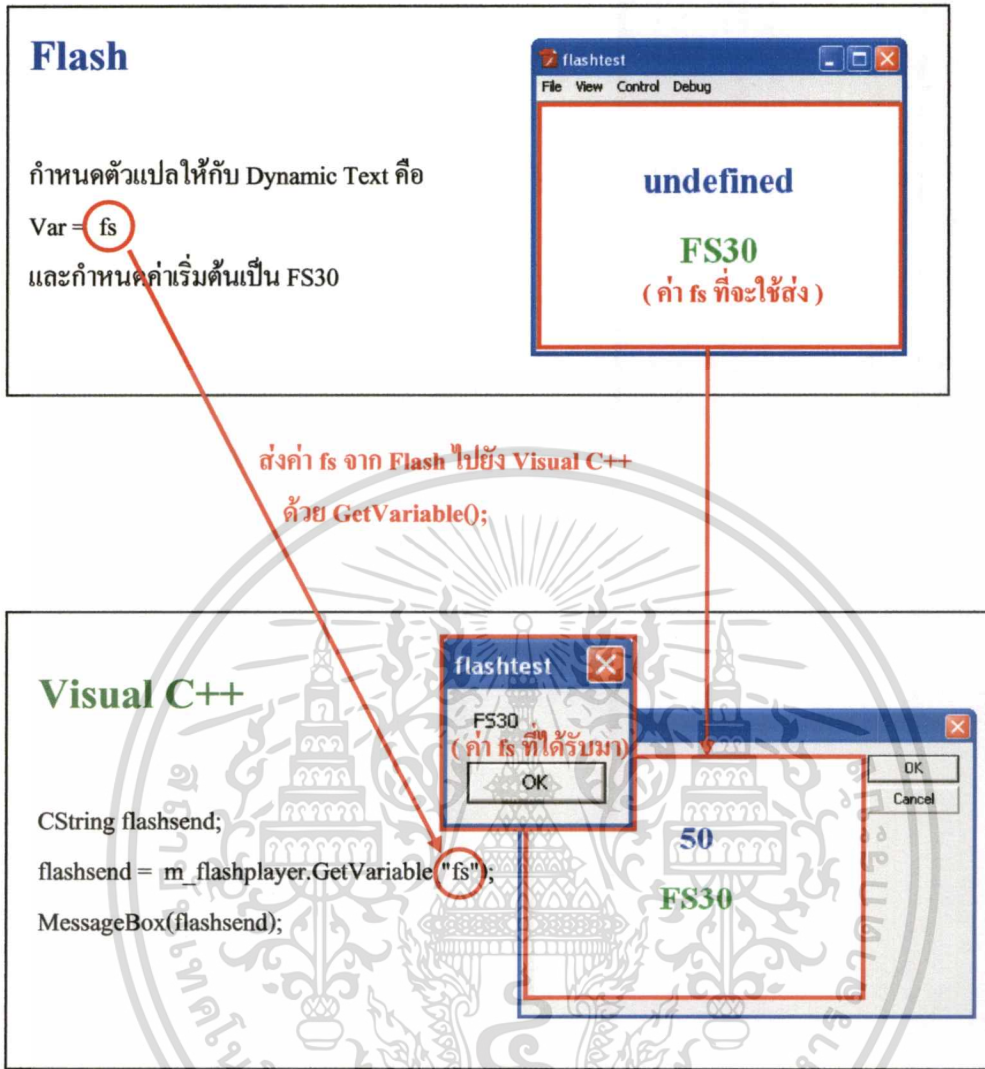 Flash
กำหนดตัวแปลให้กับ Dynamic Text คือ
Var = fs
และกำหนดค่าเริ่มต้นเป็น FS30
flashtest
File View Control Debug
undefined
FS30
( ค่า fs ที่จะใช้ส่ง )
ส่งค่า fs จาก Flash ไปยัง Visual C++
ด้วย GetVariable();
Visual C++
CString flashsend;
flashsend = m_flashplayer.GetVariable("fs");
MessageBox(flashsend);
flashtest
FS30
( ค่า fs ที่ได้รับมา)
OK
OK
Cancel
50
FS30